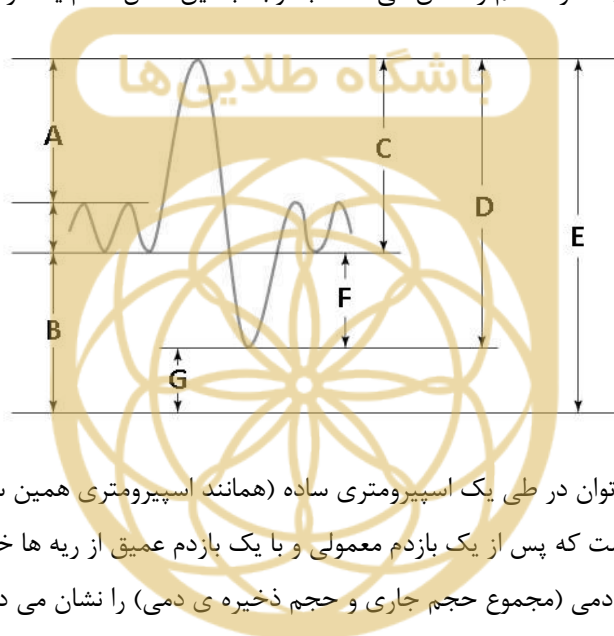 باشگاه طلایی‌ها
A
C
D
E
F
B
G
توان در طی یک اسپیرومتری ساده (همانند اسپیرومتری همین
ست که پس از یک بازدم معمولی و با یک بازدم عمیق از ریه ها
دمی (مجموع حجم جاری و حجم ذخیره ی دمی) را نشان می